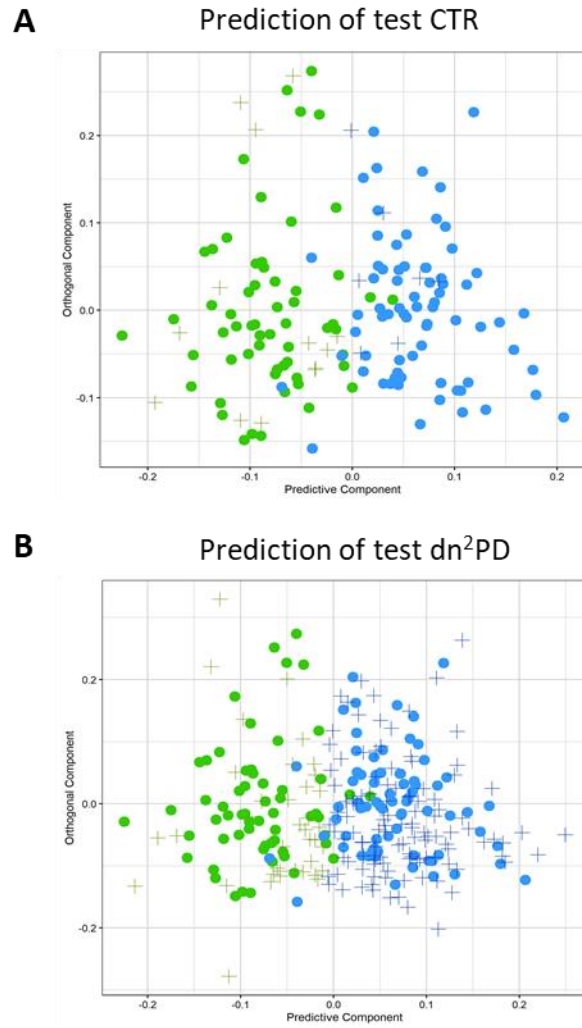 A
Prediction of test CTR
Orthogonal Component
0.2
0.1
0.0
-0.1
-0.2
-0.1
0.0
0.1
0.2
Predictive Component
B
Prediction of test dn²PD
Orthogonal Component
0.2
0.0
-0.2
-0.2
-0.1
0.0
0.1
0.2
Predictive Component